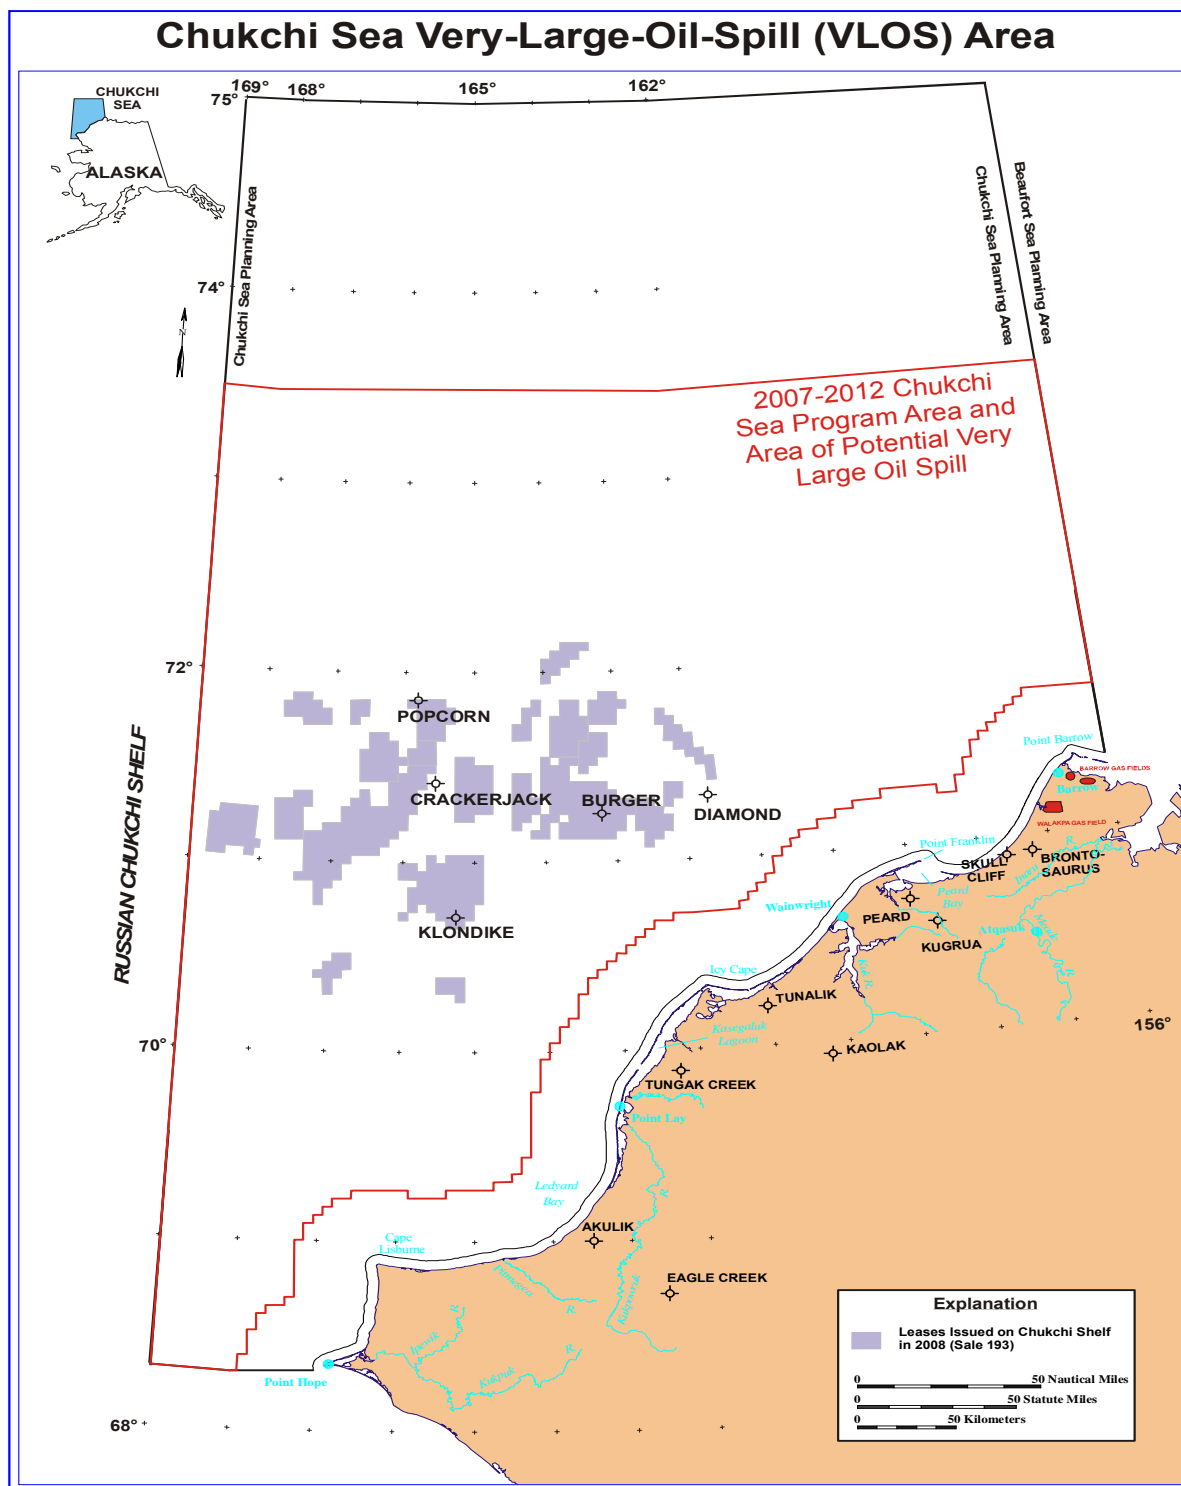 Chukchi Sea Very-Large-Oil-Spill (VLOS) Area
169°
168°
165°
162°
75°
CHUKCHI
SEA
ALASKA
Chukchi Sea Planning Area
Chukchi Sea Planning Area
Beaufort Sea Planning Area
74°
N
2007-2012 Chukchi
Sea Program Area and
Area of Potential Very
Large Oil Spill
72°
RUSSIAN CHUKCHI SHELF
POPCORN
CRACKERJACK
BURGER
DIAMOND
KLONDIKE
Point Barrow
BARROW GAS FIELDS
Barrow
WALAKPA GAS FIELD
Point Franklin
SKULL
CLIFF
BRONTO-
SAURUS
Inaru
R.
R.
Peard
Bay
Wainwright
PEARD
KUGRUA
Atqasuk
Meade
R.
Kuk R.
Icy Cape
TUNALIK
Kasegaluk
Lagoon
KAOLAK
156°
70°
TUNGAK CREEK
Point Lay
Ledyard
Bay
R.
AKULIK
Cape
Lisburne
EAGLE CREEK
R.
Kukpowruk
Ipewik
R.
R.
Kukpuk
Point Hope
68°
Explanation
Leases Issued on Chukchi Shelf
in 2008 (Sale 193)
0 50 Nautical Miles
0 50 Statute Miles
0 50 Kilometers